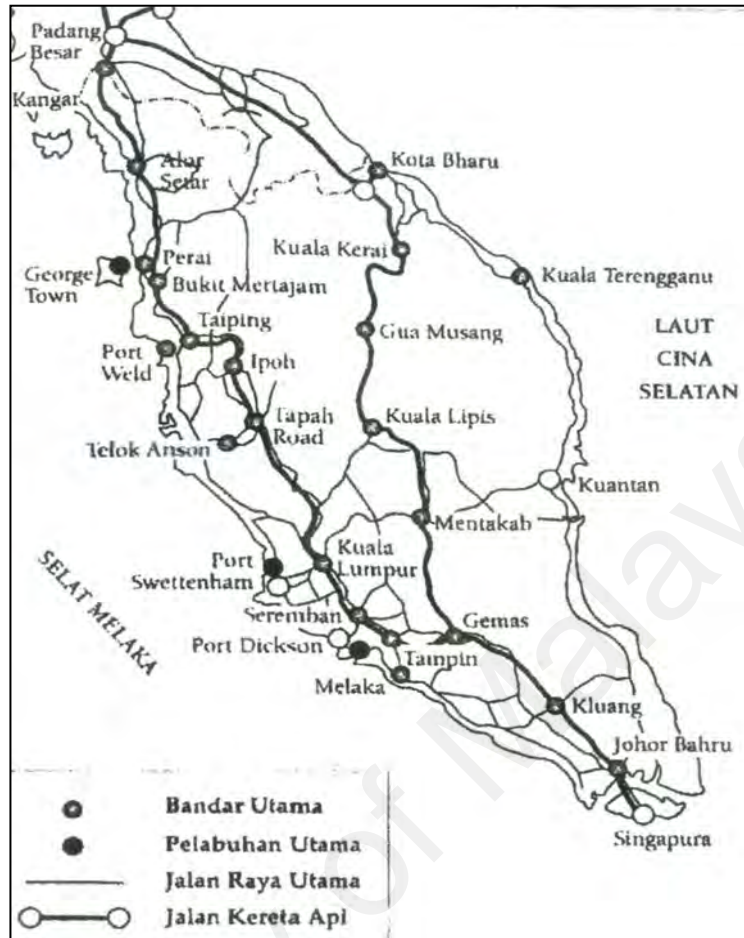 Padang
Besar
Kangar
Alor
Setar
Kota Bharu
Perai
George
Town
Bukit Mertajam
Kuala Kerai
Kuala Terengganu
Taiping
Port
Weld
Ipoh
Gua Musang
LAUT
CINA
SELATAN
Tapah
Road
Telok Anson
Kuala Lipis
Kuantan
Mentakab
SELAT MELAKA
Port
Swettenham
Kuala
Lumpur
Seremban
Gemas
Port Dickson
Tampin
Melaka
Kluang
Johor Bahru
Singapura
Bandar Utama
Pelabuhan Utama
Jalan Raya Utama
Jalan Kereta Api
of Malaya